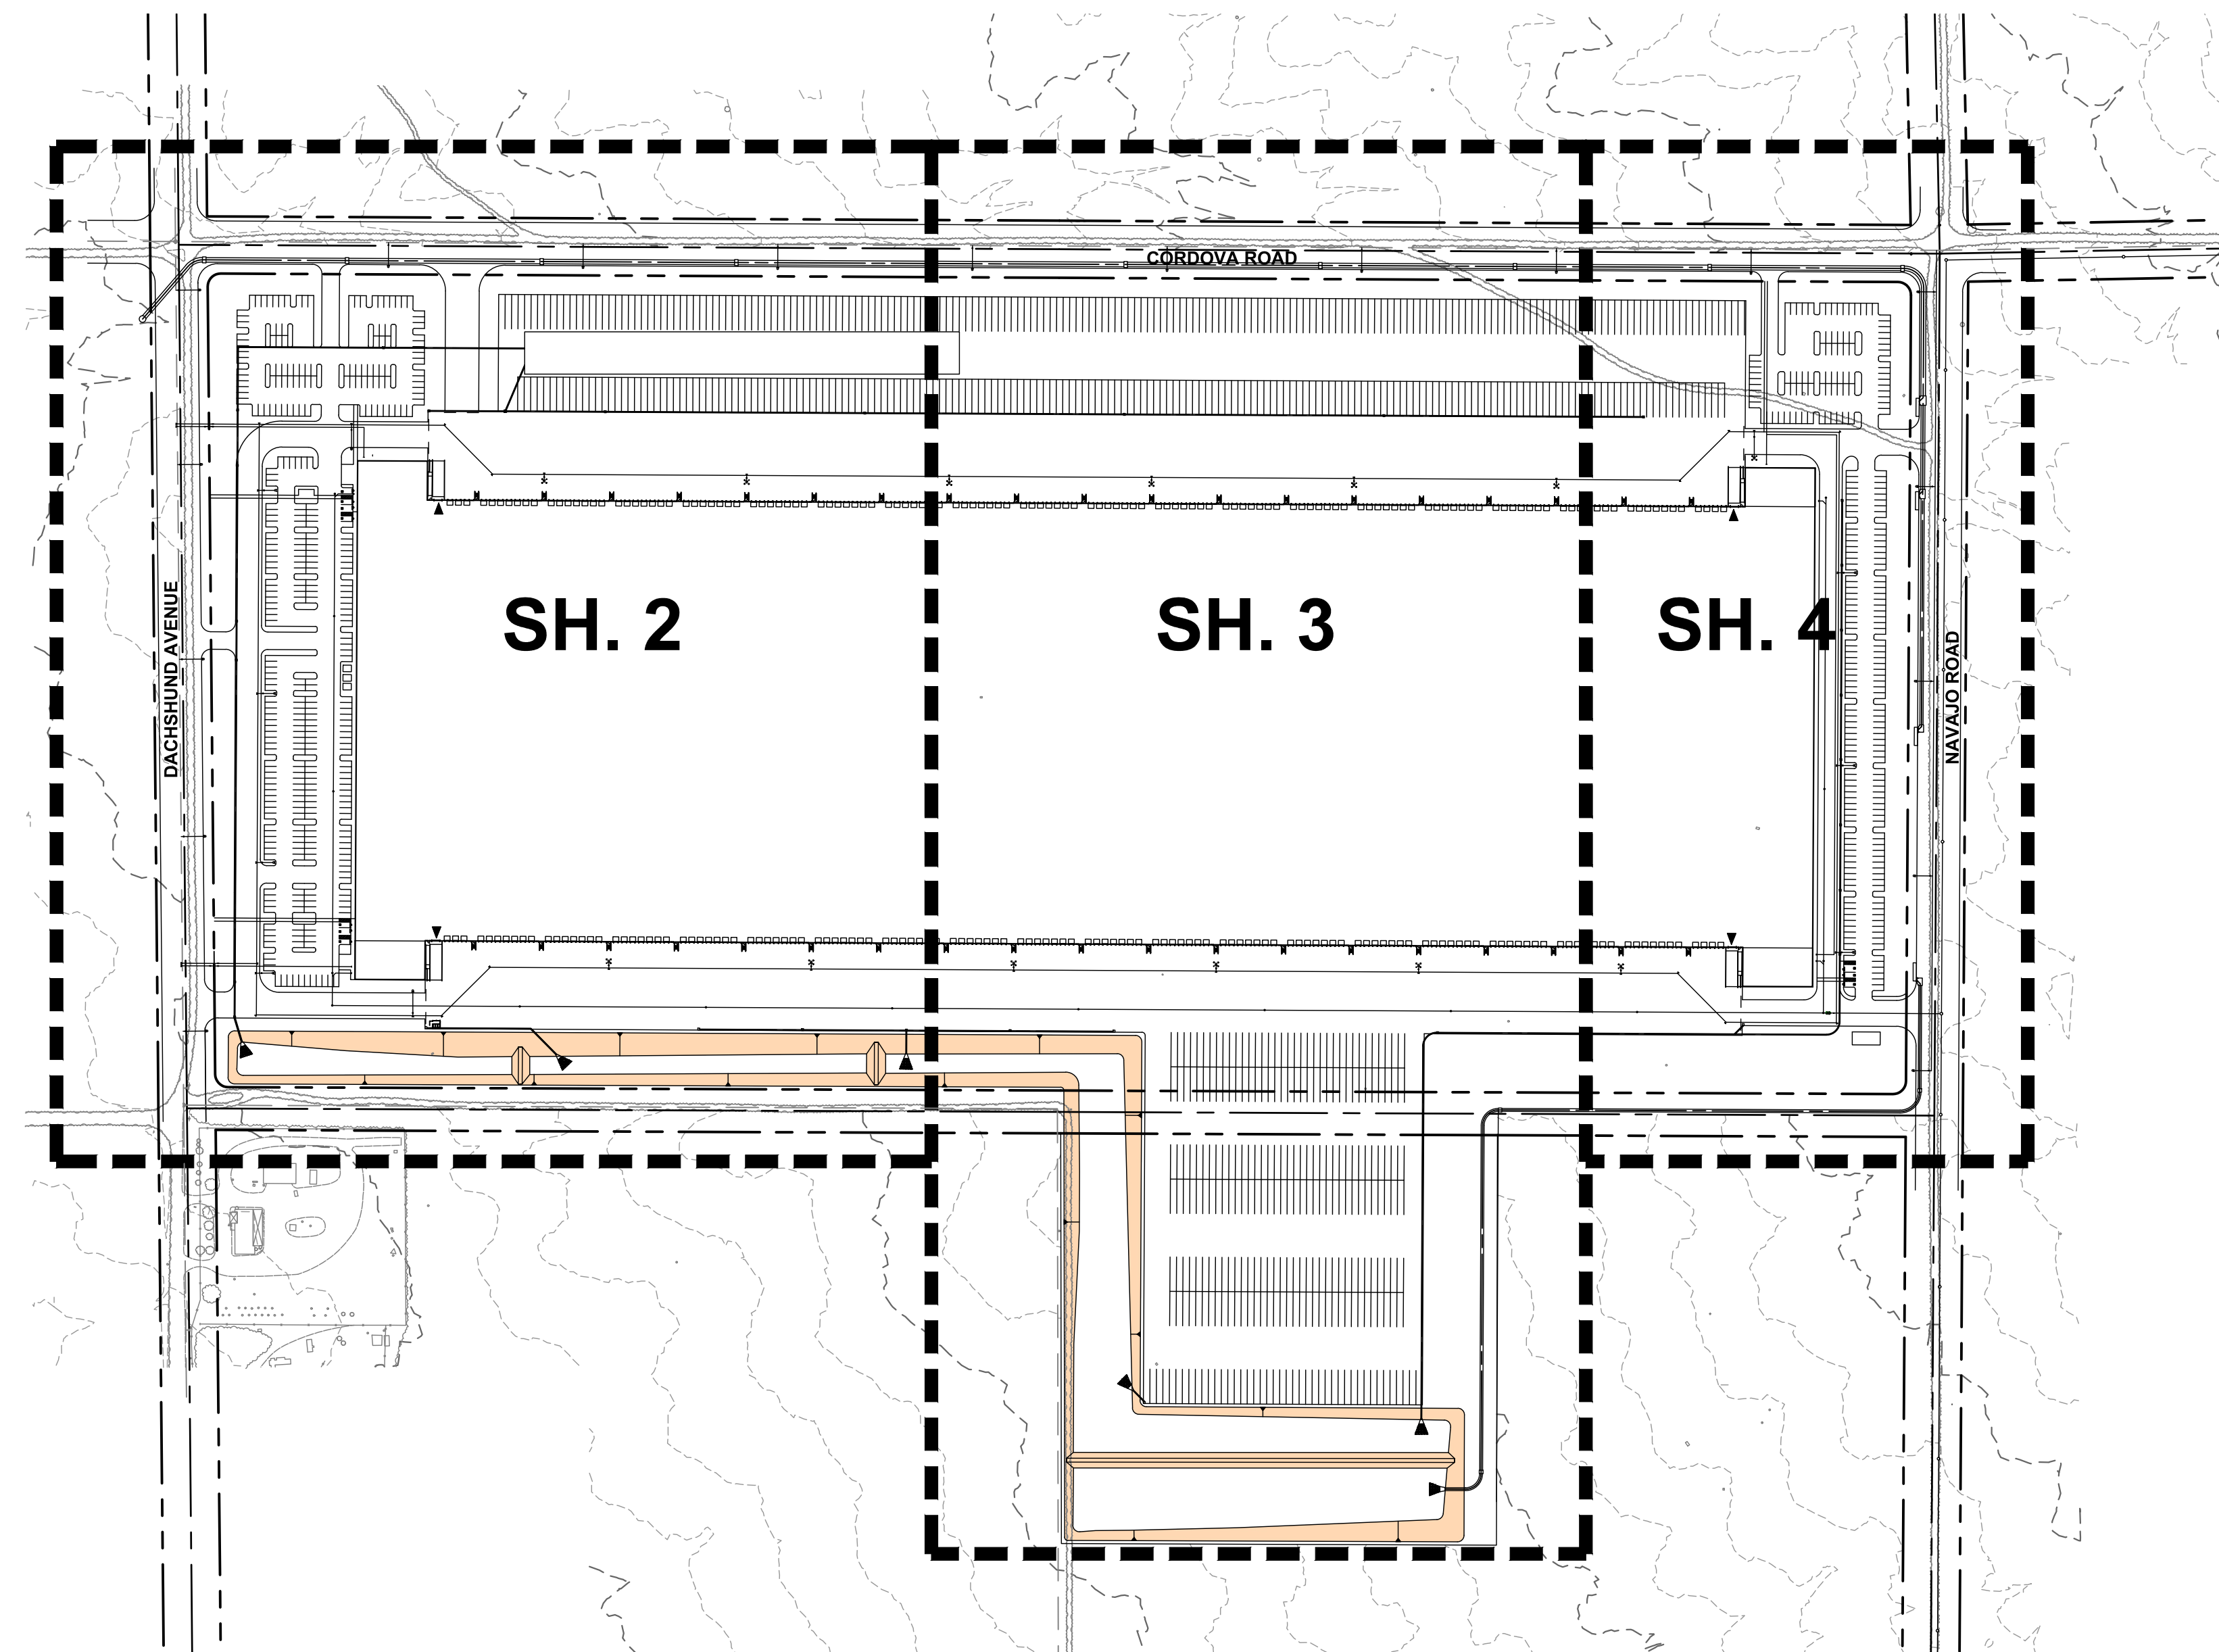 CORDOVA ROAD
SH. 2
SH. 3
SH. 4
DACHSHUND AVENUE
NAVAJO ROAD